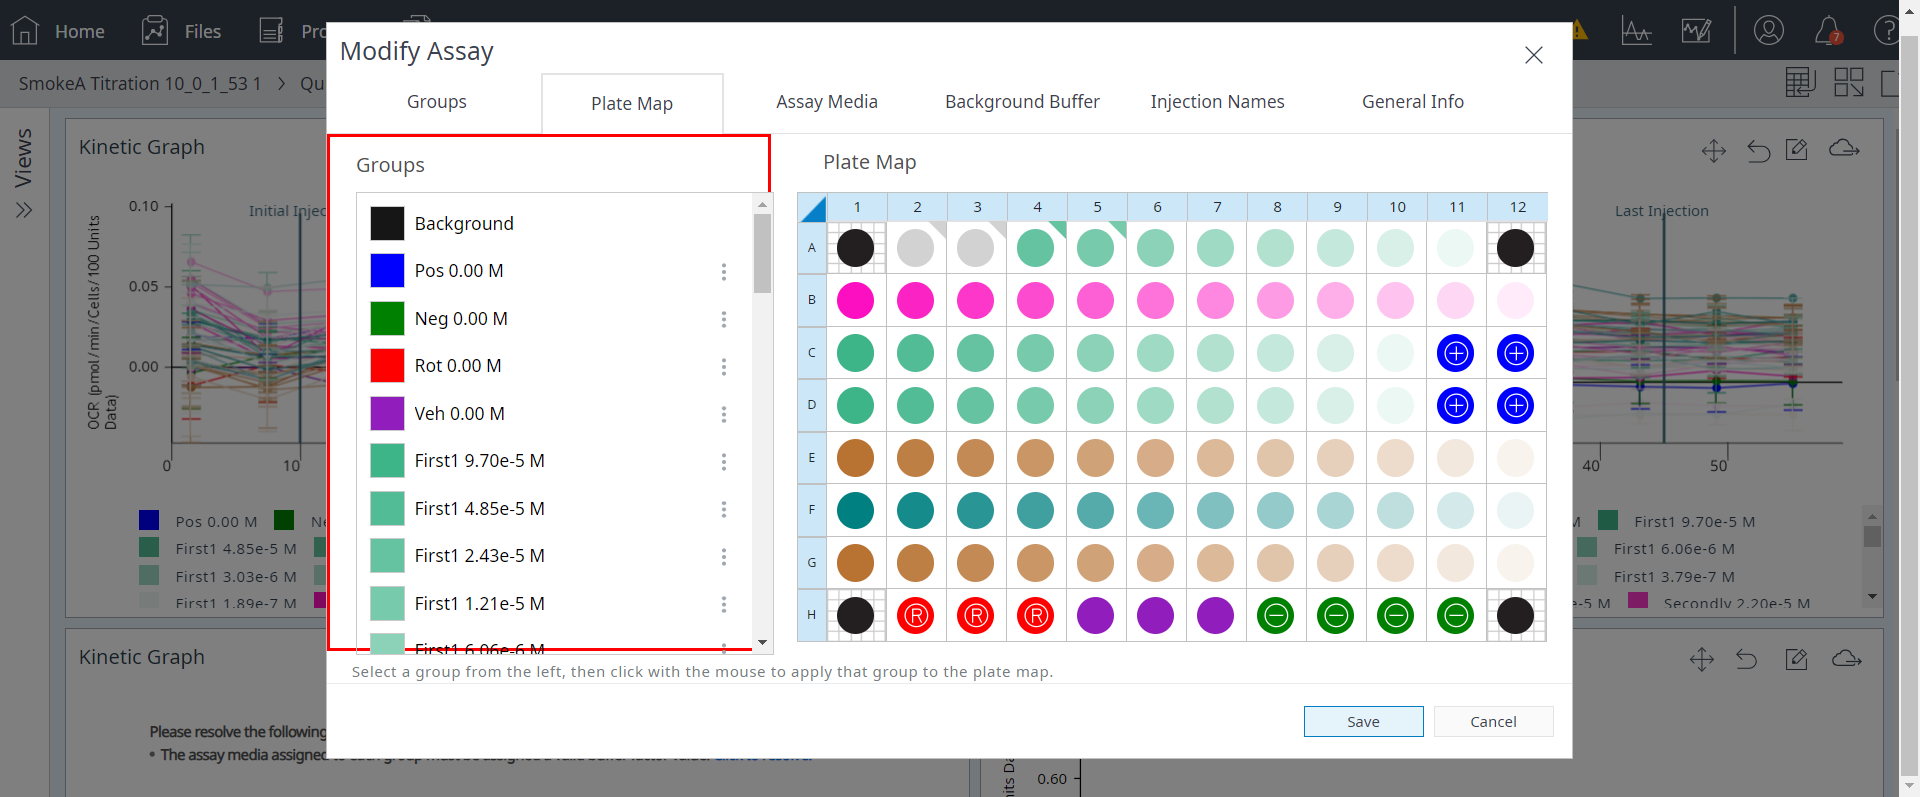 Home
Files
7
SmokeA Titration 10_0_1_53 1
Modify Assay
Groups
Plate Map
Assay Media
Background Buffer
Injection Names
General Info
Views
Kinetic Graph
OCR (pmol/min/Cells/100 Units
Data)
0.10
0.05
0.00
0
10
Pos 0.00 M
First1 4.85e-5 M
First1 3.03e-6 M
First1 1.89e-7 M
Groups
Background
Pos 0.00 M
Neg 0.00 M
Rot 0.00 M
Veh 0.00 M
First1 9.70e-5 M
First1 4.85e-5 M
First1 2.43e-5 M
First1 1.21e-5 M
First1 6.06e-6 M
Plate Map
1 2 3 4 5 6 7 8 9 10 11 12
A
B
C
D
E
F
G
H R R R
Select a group from the left, then click with the mouse to apply that group to the plate map.
Save
Cancel
Last Injection
40
50
M First1 9.70e-5 M
First1 6.06e-6 M
First1 3.79e-7 M
e-5 M Secondly 2.20e-5 M
Kinetic Graph
Please resolve the following
• The assay media assigned
0.60